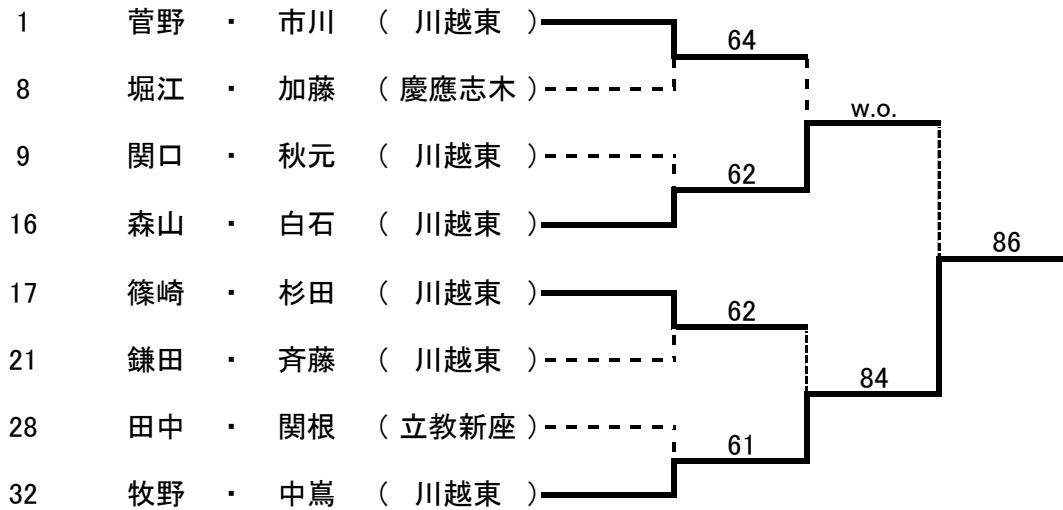 1 菅野 ・ 市川 ( 川越東 )
64
8 堀江 ・ 加藤 ( 慶應志木 )
w.o.
9 関口 ・ 秋元 ( 川越東 )
62
16 森山 ・ 白石 ( 川越東 )
86
17 篠崎 ・ 杉田 ( 川越東 )
62
21 鎌田 ・ 斉藤 ( 川越東 )
84
28 田中 ・ 関根 ( 立教新座 )
61
32 牧野 ・ 中嶌 ( 川越東 )